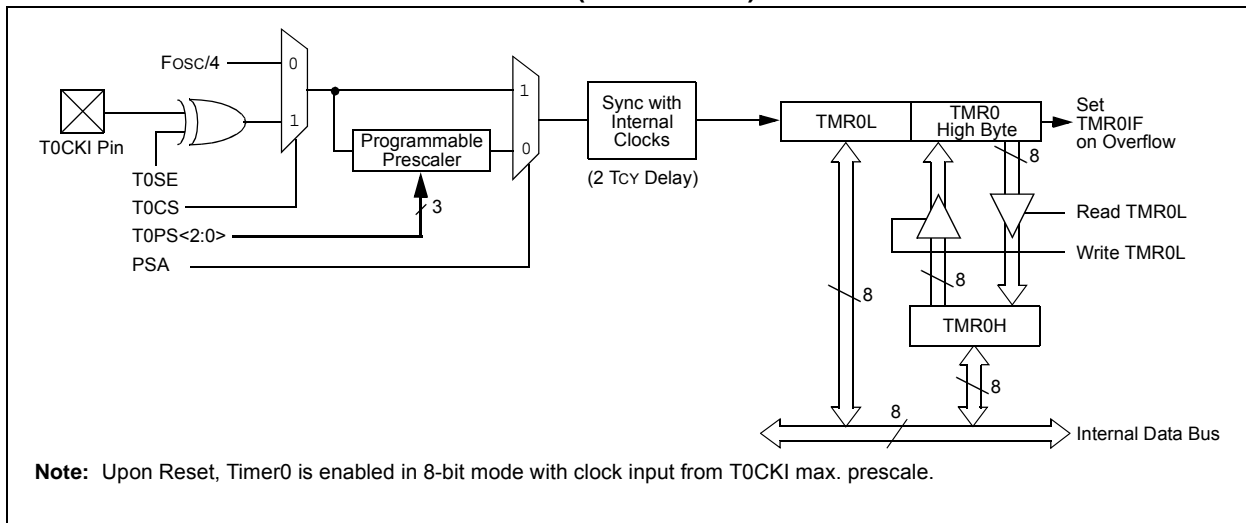 FOSC/4
0
1
T0CKI Pin
T0SE
T0CS
T0PS<2:0>
PSA
Programmable
Prescaler
3
1
0
Sync with
Internal
Clocks
(2 TCY Delay)
TMR0L
TMR0
High Byte
Set
TMR0IF
on Overflow
8
Read TMR0L
Write TMR0L
8
8
TMR0H
8
8
Internal Data Bus
Note: Upon Reset, Timer0 is enabled in 8-bit mode with clock input from T0CKI max. prescale.